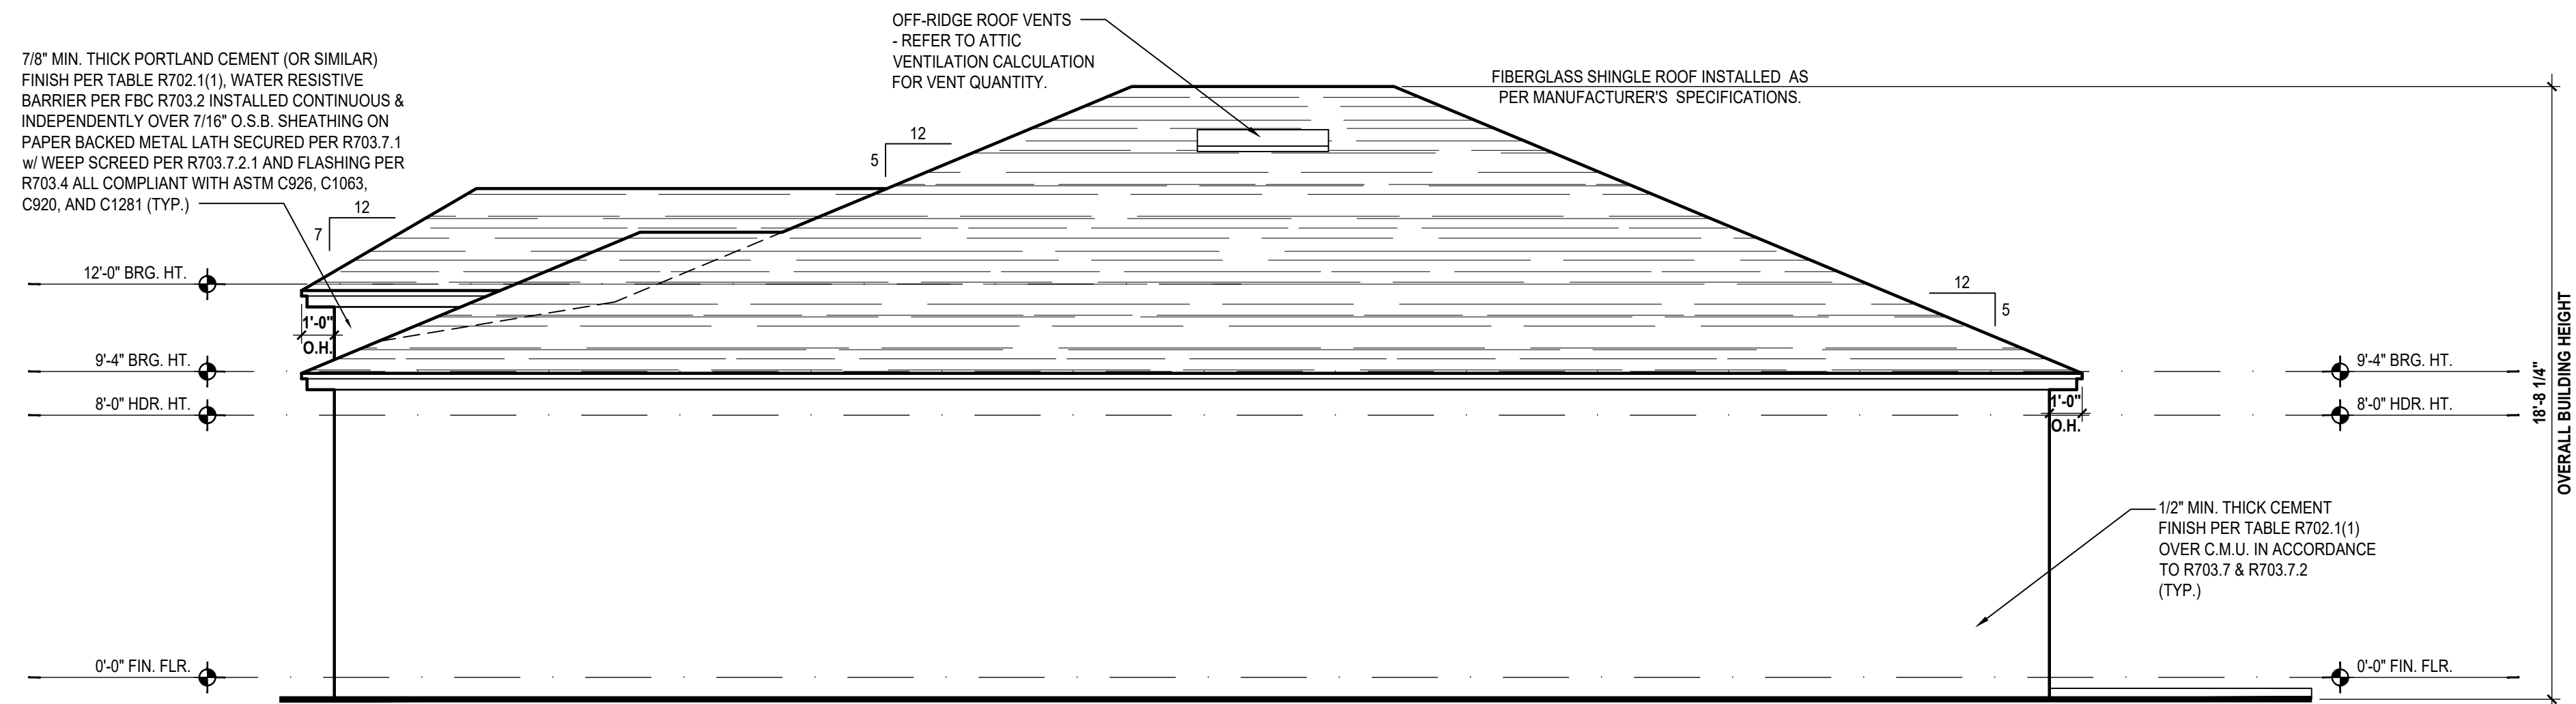 OFF-RIDGE ROOF VENTS
- REFER TO ATTIC
VENTILATION CALCULATION
FOR VENT QUANTITY.
7/8" MIN. THICK PORTLAND CEMENT (OR SIMILAR)
FINISH PER TABLE R702.1(1), WATER RESISTIVE
BARRIER PER FBC R703.2 INSTALLED CONTINUOUS &
INDEPENDENTLY OVER 7/16" O.S.B. SHEATHING ON
PAPER BACKED METAL LATH SECURED PER R703.7.1
w/ WEEP SCREED PER R703.7.2.1 AND FLASHING PER
R703.4 ALL COMPLIANT WITH ASTM C926, C1063,
C920, AND C1281 (TYP.)
FIBERGLASS SHINGLE ROOF INSTALLED AS
PER MANUFACTURER'S SPECIFICATIONS.
12
5
12
7
12'-0" BRG. HT.
1'-0"
O.H.
9'-4" BRG. HT.
8'-0" HDR. HT.
0'-0" FIN. FLR.
12
5
9'-4" BRG. HT.
1'-0"
O.H.
8'-0" HDR. HT.
18'-8 1/4"
OVERALL BUILDING HEIGHT
1/2" MIN. THICK CEMENT
FINISH PER TABLE R702.1(1)
OVER C.M.U. IN ACCORDANCE
TO R703.7 & R703.7.2
(TYP.)
0'-0" FIN. FLR.